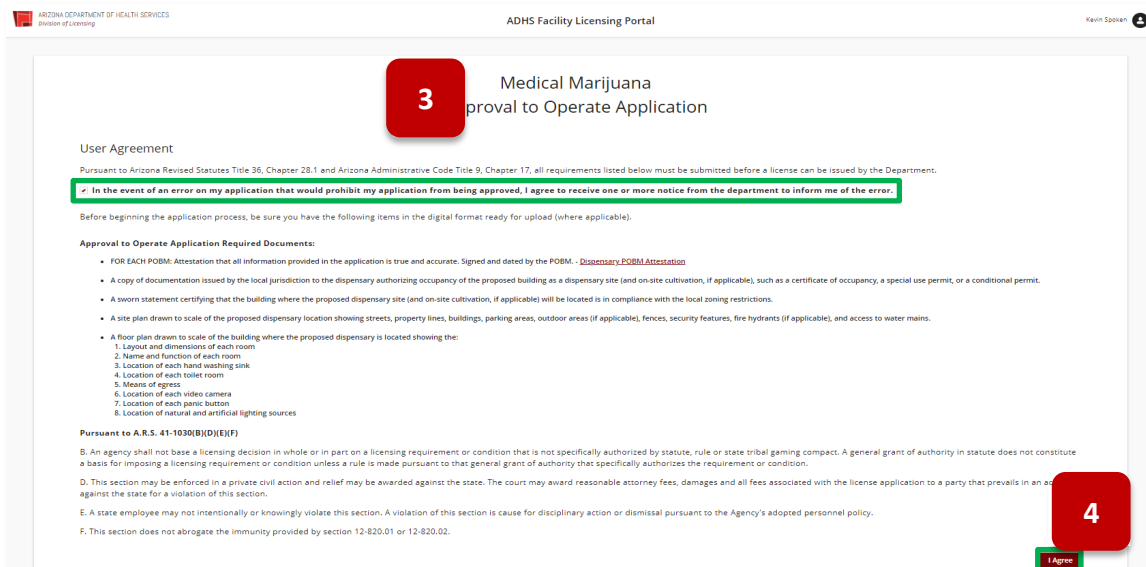 ARIZONA DEPARTMENT OF HEALTH SERVICES
Division of Licensing
ADHS Facility Licensing Portal
Kevin Spoken
3
Medical Marijuana
proval to Operate Application
User Agreement
Pursuant to Arizona Revised Statutes Title 36, Chapter 28.1 and Arizona Administrative Code Title 9, Chapter 17, all requirements listed below must be submitted before a license can be issued by the Department.
In the event of an error on my application that would prohibit my application from being approved, I agree to receive one or more notice from the department to inform me of the error.
Before beginning the application process, be sure you have the following items in the digital format ready for upload (where applicable).
Approval to Operate Application Required Documents:
• FOR EACH POBM: Attestation that all information provided in the application is true and accurate. Signed and dated by the POBM. - Dispensary POBM Attestation
• A copy of documentation issued by the local jurisdiction to the dispensary authorizing occupancy of the proposed building as a dispensary site (and on-site cultivation, if applicable), such as a certificate of occupancy, a special use permit, or a conditional permit.
• A sworn statement certifying that the building where the proposed dispensary site (and on-site cultivation, if applicable) will be located is in compliance with the local zoning restrictions.
• A site plan drawn to scale of the proposed dispensary location showing streets, property lines, buildings, parking areas, outdoor areas (if applicable), fences, security features, fire hydrants (if applicable), and access to water mains.
• A floor plan drawn to scale of the building where the proposed dispensary is located showing the:
1. Layout and dimensions of each room
2. Name and function of each room
3. Location of each hand washing sink
4. Location of each toilet room
5. Means of egress
6. Location of each video camera
7. Location of each panic button
8. Location of natural and artificial lighting sources
Pursuant to A.R.S. 41-1030(B)(D)(E)(F)
B. An agency shall not base a licensing decision in whole or in part on a licensing requirement or condition that is not specifically authorized by statute, rule or state tribal gaming compact. A general grant of authority in statute does not constitute
a basis for imposing a licensing requirement or condition unless a rule is made pursuant to that general grant of authority that specifically authorizes the requirement or condition.
D. This section may be enforced in a private civil action and relief may be awarded against the state. The court may award reasonable attorney fees, damages and all fees associated with the license application to a party that prevails in an
against the state for a violation of this section.
E. A state employee may not intentionally or knowingly violate this section. A violation of this section is cause for disciplinary action or dismissal pursuant to the Agency's adopted personnel policy.
F. This section does not abrogate the immunity provided by section 12-820.01 or 12-820.02.
4
I Agree